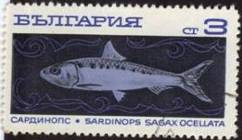 БЪЛГАРИЯ
СТ 3
САРДИНОПС • SARDINOPS SAGAX OCELLATA